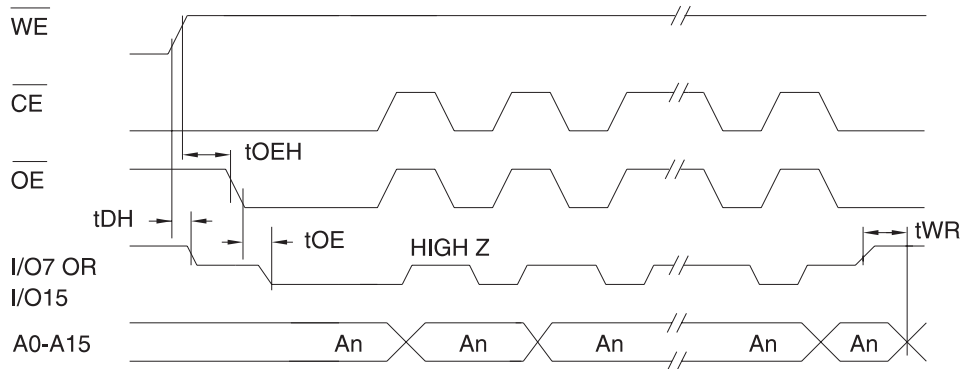 WE
CE
tOEH
OE
tDH
tOE
HIGH Z
tWR
I/O7 OR
I/O15
A0-A15
An
An
An
An
An